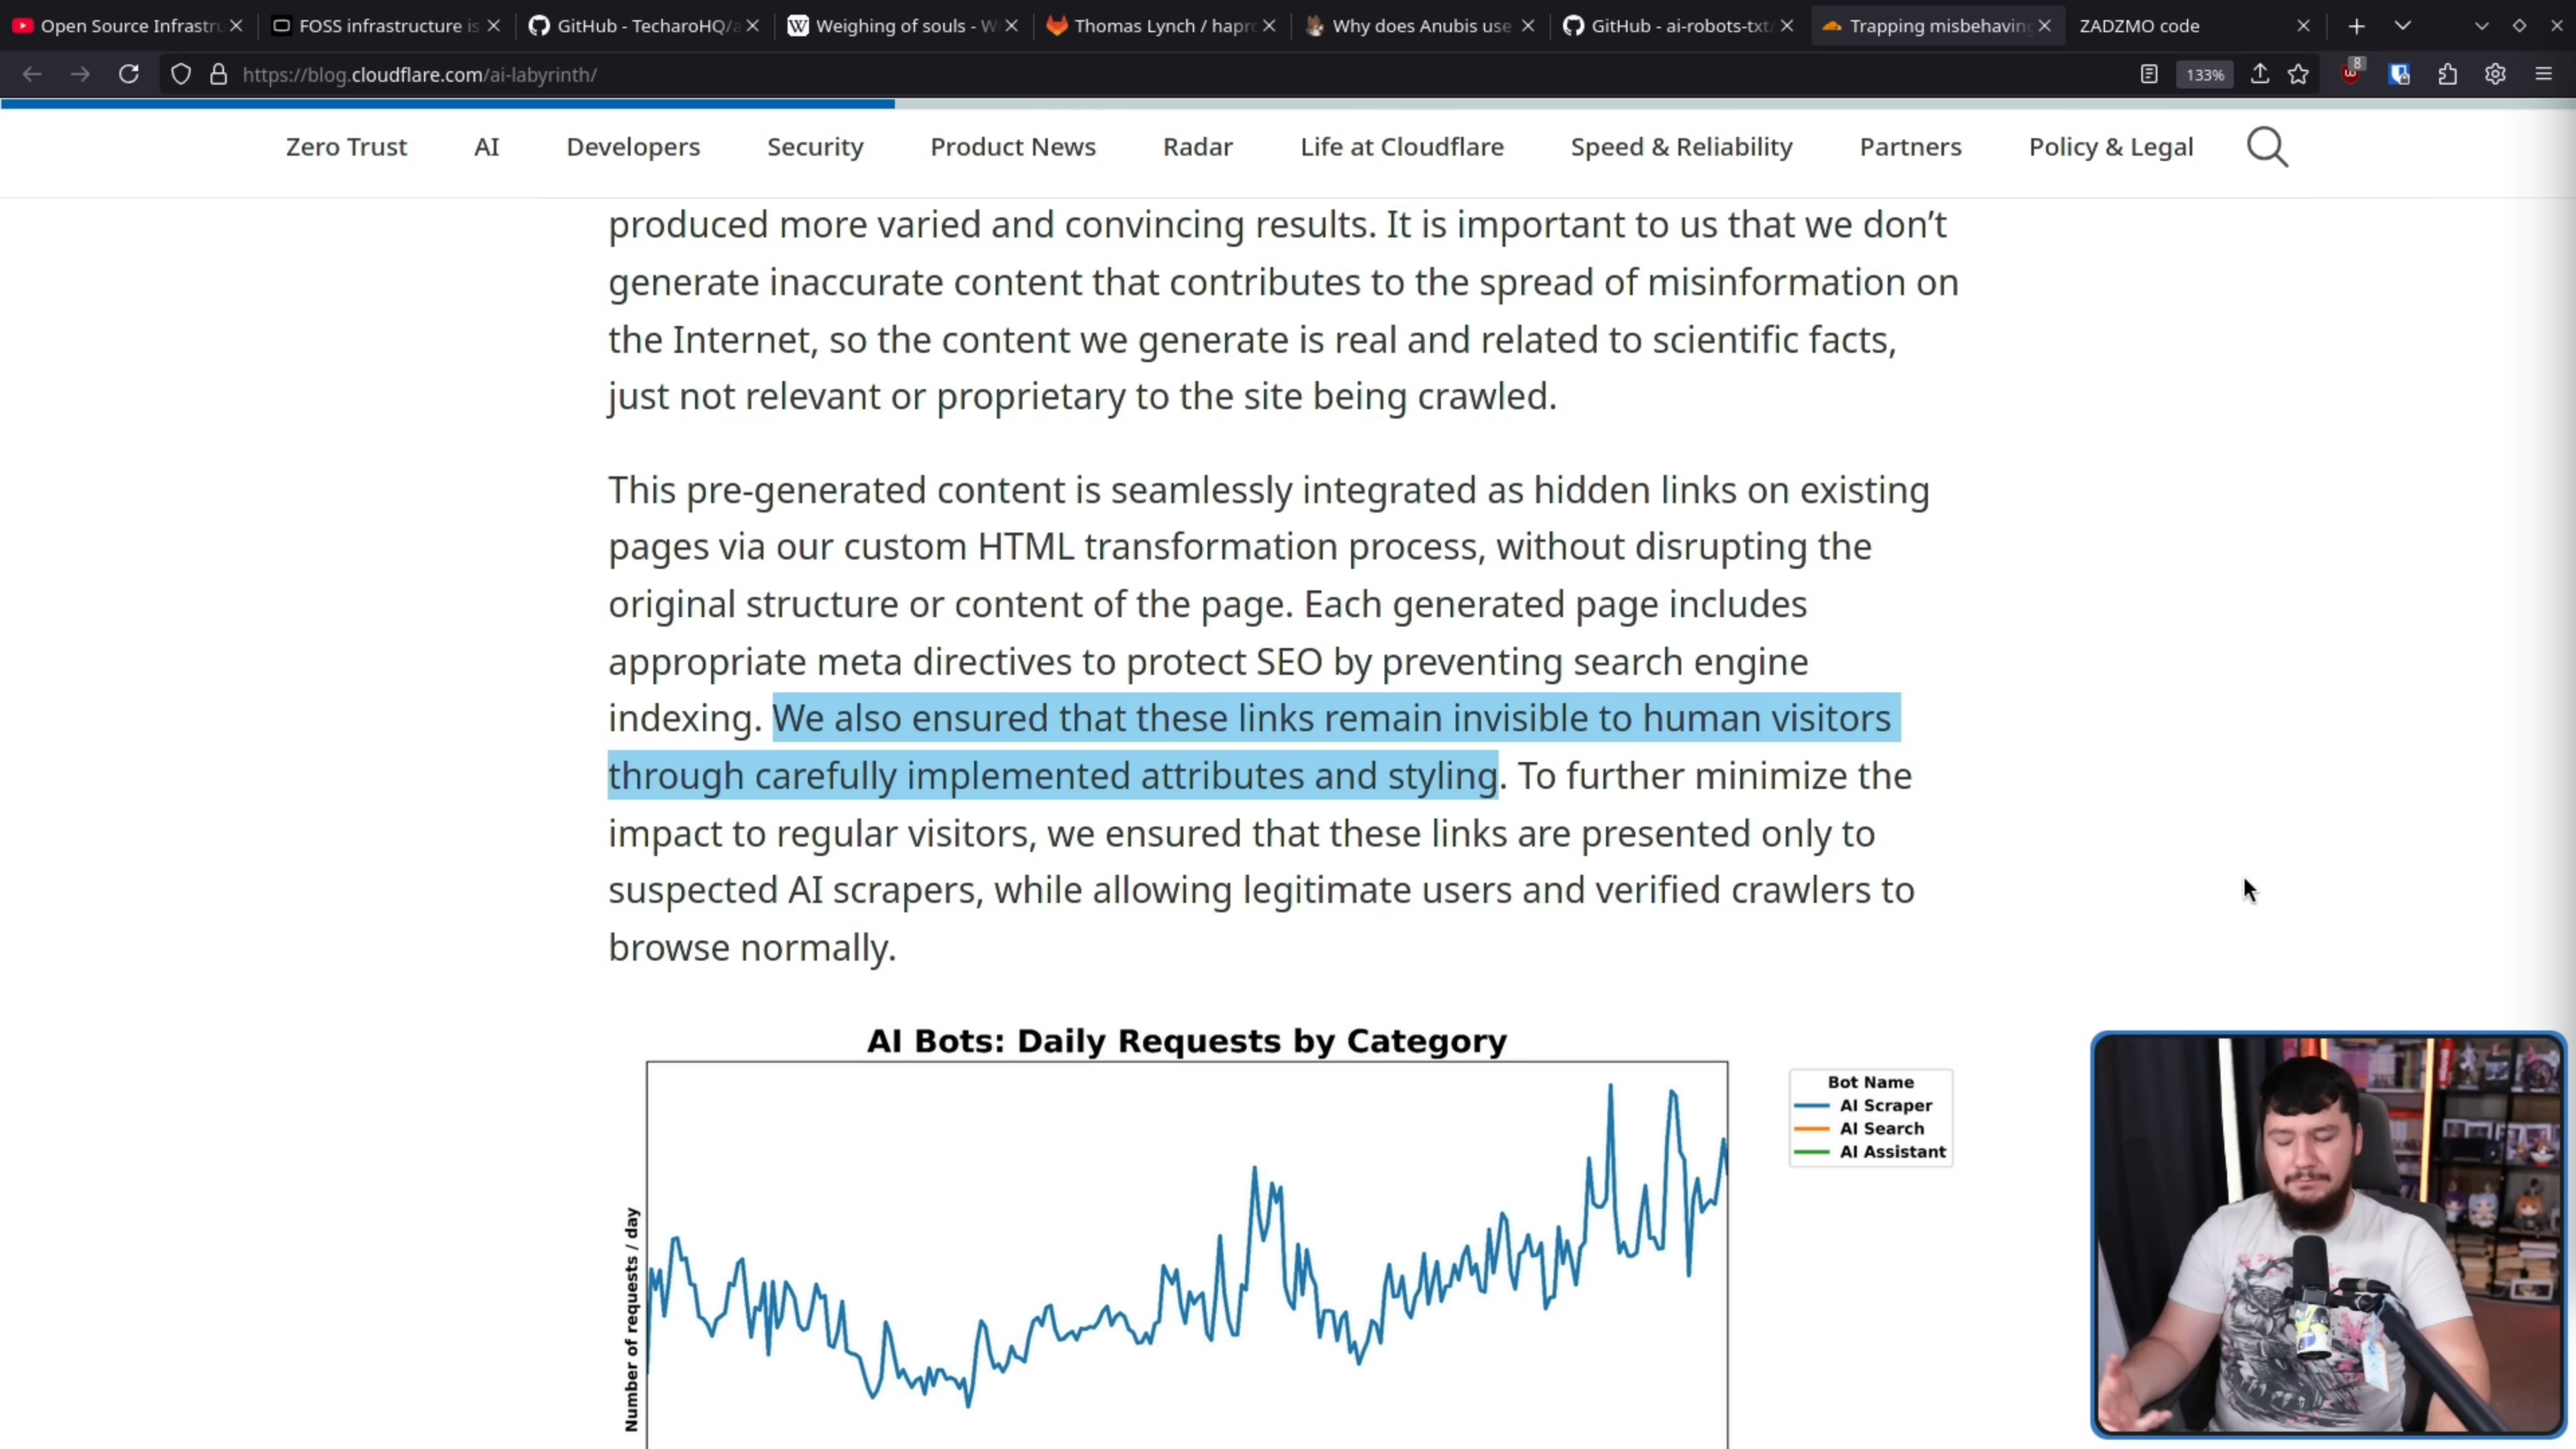 Open Source Infrastru
FOSS infrastructure is
GitHub - TecharoHQ/a
Weighing of souls - W
Thomas Lynch / hapro
Why does Anubis use
GitHub - ai-robots-txt/
Trapping misbehaving
ZADZMO code
https://blog.cloudflare.com/ai-labyrinth/
133%
8
Zero Trust
AI
Developers
Security
Product News
Radar
Life at Cloudflare
Speed & Reliability
Partners
Policy & Legal
produced more varied and convincing results. It is important to us that we don’t
generate inaccurate content that contributes to the spread of misinformation on
the Internet, so the content we generate is real and related to scientific facts,
just not relevant or proprietary to the site being crawled.
This pre-generated content is seamlessly integrated as hidden links on existing
pages via our custom HTML transformation process, without disrupting the
original structure or content of the page. Each generated page includes
appropriate meta directives to protect SEO by preventing search engine
indexing. We also ensured that these links remain invisible to human visitors
through carefully implemented attributes and styling. To further minimize the
impact to regular visitors, we ensured that these links are presented only to
suspected AI scrapers, while allowing legitimate users and verified crawlers to
browse normally.
AI Bots: Daily Requests by Category
Number of requests / day
Bot Name
AI Scraper
AI Search
AI Assistant